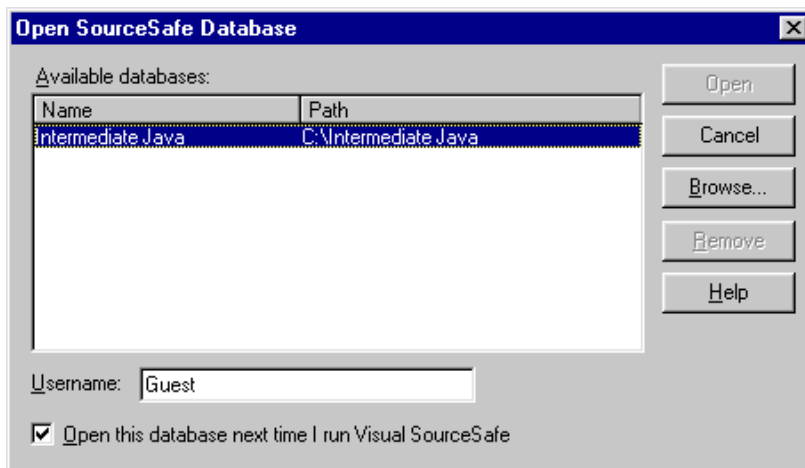 Open SourceSafe Database
Available databases:
Name Path
Intermediate Java C:\Intermediate Java
Open
Cancel
Browse...
Remove
Help
Username: Guest
Open this database next time I run Visual SourceSafe